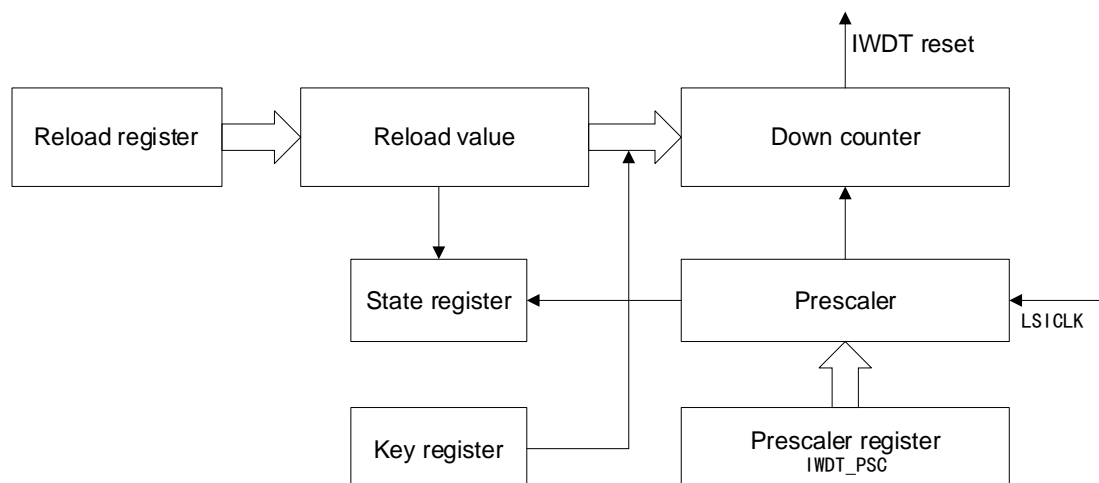 IWDT reset
Reload register
Reload value
Down counter
State register
Prescaler
LSICLK
Key register
Prescaler register
IWDT_PSC